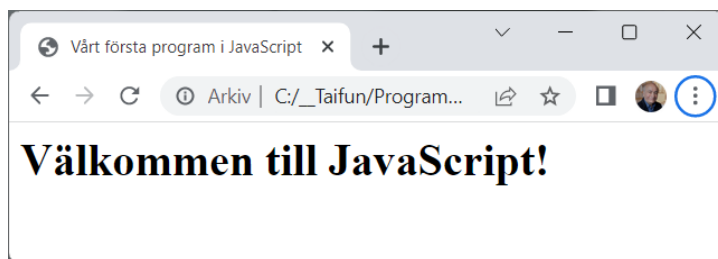 Vårt första program i JavaScript
Arkiv | C:/__Taifun/Program...
Välkommen till JavaScript!